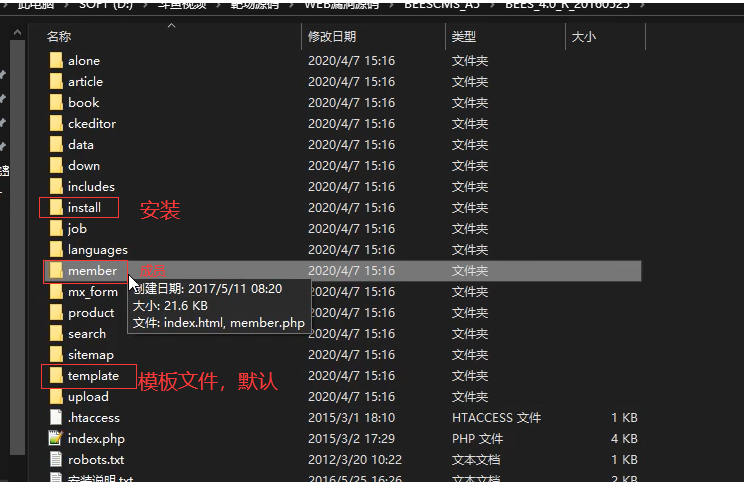 此电脑 > SOFT (D:) > 斗鱼视频 > 靶场源码 > WEB漏洞源码 > BEESCMS_A5 > BEES_4.0_R_20160525 >
名称 修改日期 类型 大小
alone 2020/4/7 15:16 文件夹
article 2020/4/7 15:16 文件夹
book 2020/4/7 15:16 文件夹
ckeditor 2020/4/7 15:16 文件夹
data 2020/4/7 15:16 文件夹
down 2020/4/7 15:16 文件夹
includes 2020/4/7 15:16 文件夹
install 安装 2020/4/7 15:16 文件夹
job 2020/4/7 15:16 文件夹
languages 2020/4/7 15:16 文件夹
member 2020/4/7 15:16 文件夹
mx_form 创建日期: 2017/5/11 08:20 2020/4/7 15:16 文件夹
大小: 21.6 KB
product 文件: index.html, member.php 2020/4/7 15:16 文件夹
search 2020/4/7 15:16 文件夹
sitemap 2020/4/7 15:16 文件夹
template 模板文件，默认 2020/4/7 15:16 文件夹
upload 2020/4/7 15:16 文件夹
.htaccess 2015/3/1 18:10 HTACCESS 文件 1 KB
index.php 2015/3/2 17:29 PHP 文件 4 KB
robots.txt 2012/3/20 10:22 文本文档 1 KB
安装说明.txt 2016/5/25 16:26 文本文档 2 KB